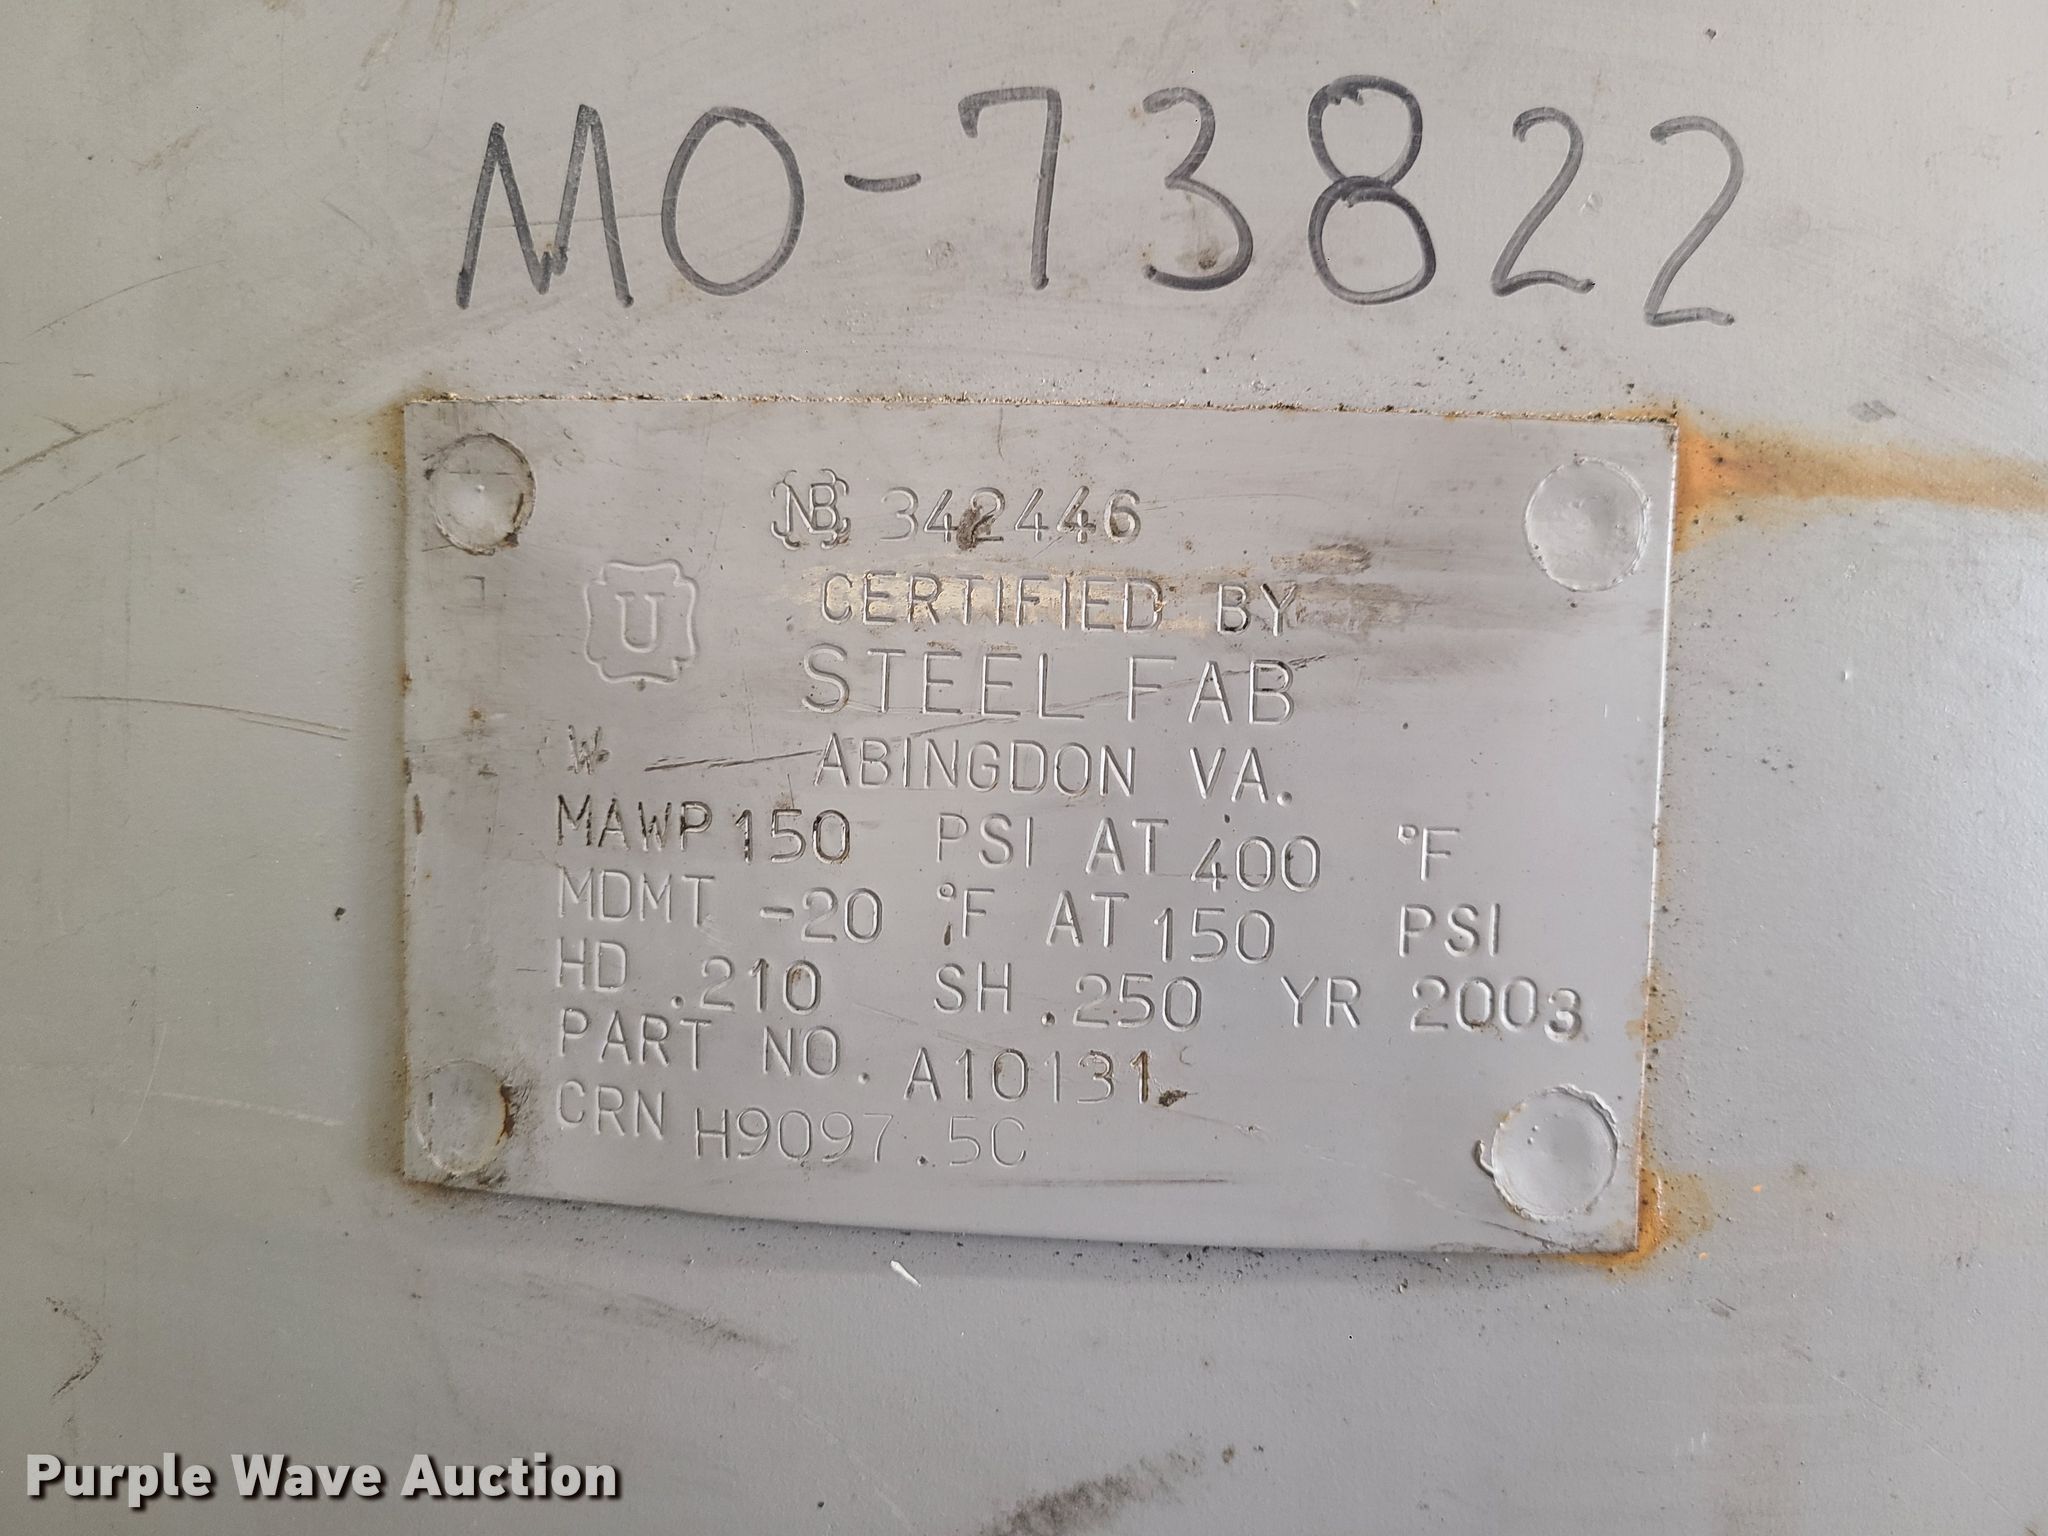 MO-73822
NB 342446
U
CERTIFIED BY
STEEL FAB
W
ABINGDON VA.
MAWP 150 PSI AT 400 °F
MDMT -20 °F AT 150 PSI
HD .210 SH .250 YR 2003
PART NO. A10131
CRN H9097.5C
Purple Wave Auction